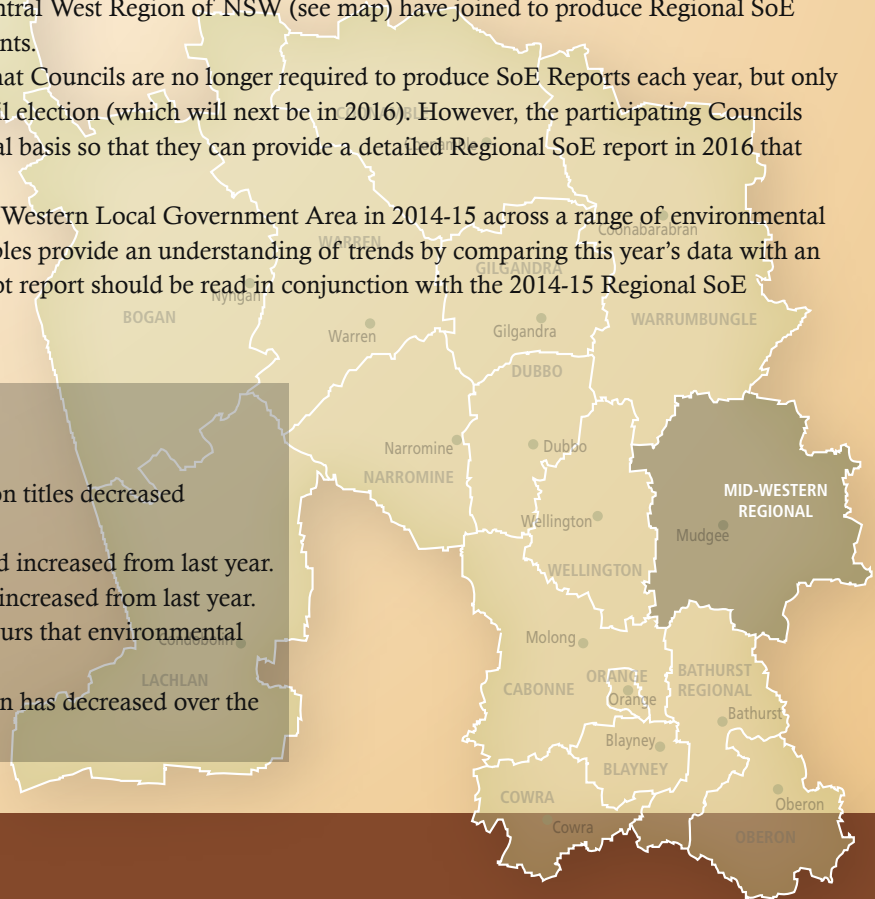 ntral West Region of NSW (see map) have joined to produce Regional SoE
nts.
hat Councils are no longer required to produce SoE Reports each year, but only
il election (which will next be in 2016). However, the participating Councils
al basis so that they can provide a detailed Regional SoE report in 2016 that
Western Local Government Area in 2014-15 across a range of environmental
bles provide an understanding of trends by comparing this year's data with an
ot report should be read in conjunction with the 2014-15 Regional SoE
COONAMBLE
Coonamble
Coonabarabran
WARREN
GILGANDRA
Nyngan
BOGAN
Warren
Gilgandra
WARRUMBUNGLE
DUBBO
Narromine
Dubbo
NARROMINE
MID-WESTERN
REGIONAL
Mudgee
Wellington
WELLINGTON
on titles decreased
d increased from last year.
increased from last year.
urs that environmental
n has decreased over the
Condobolin
LACHLAN
Molong
CABONNE
ORANGE
Orange
BATHURST
REGIONAL
Bathurst
Blayney
BLAYNEY
COWRA
Cowra
Oberon
OBERON